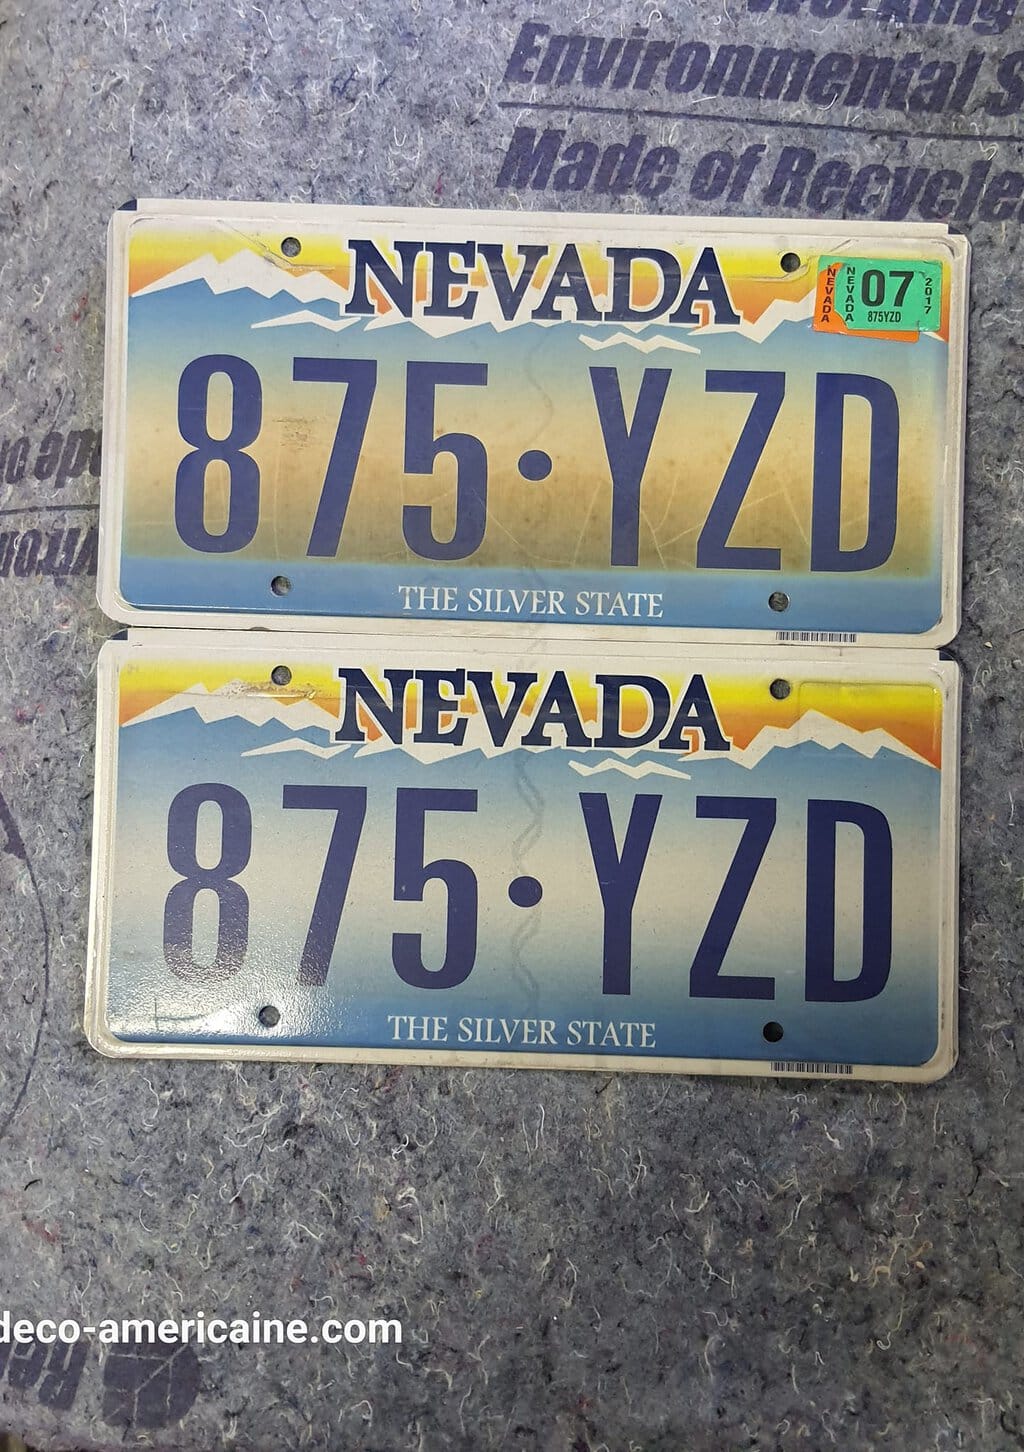 Working
Environmental S
Made of Recycle
NEVADA
NEVADA
NEVADA
07
2017
875YZD
875·YZD
THE SILVER STATE
NEVADA
875·YZD
THE SILVER STATE
deco-americaine.com